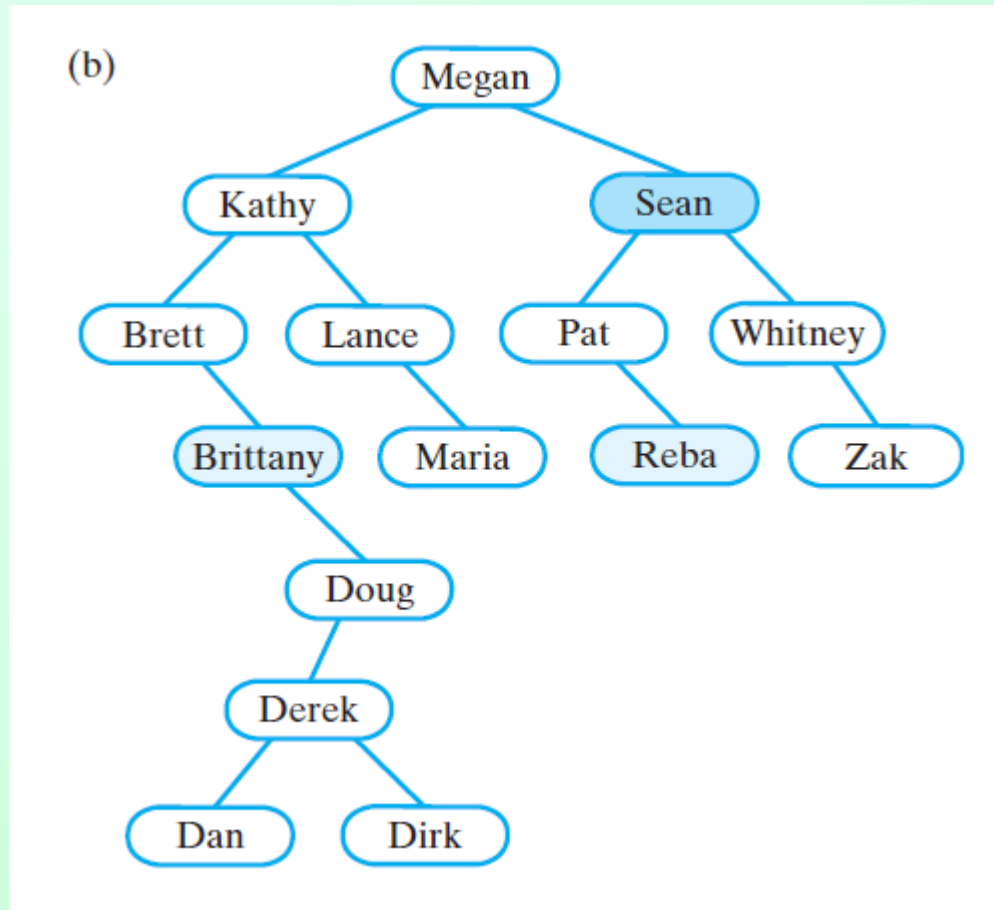 (b)
Megan
Kathy
Sean
Brett
Lance
Pat
Whitney
Brittany
Maria
Reba
Zak
Doug
Derek
Dan
Dirk